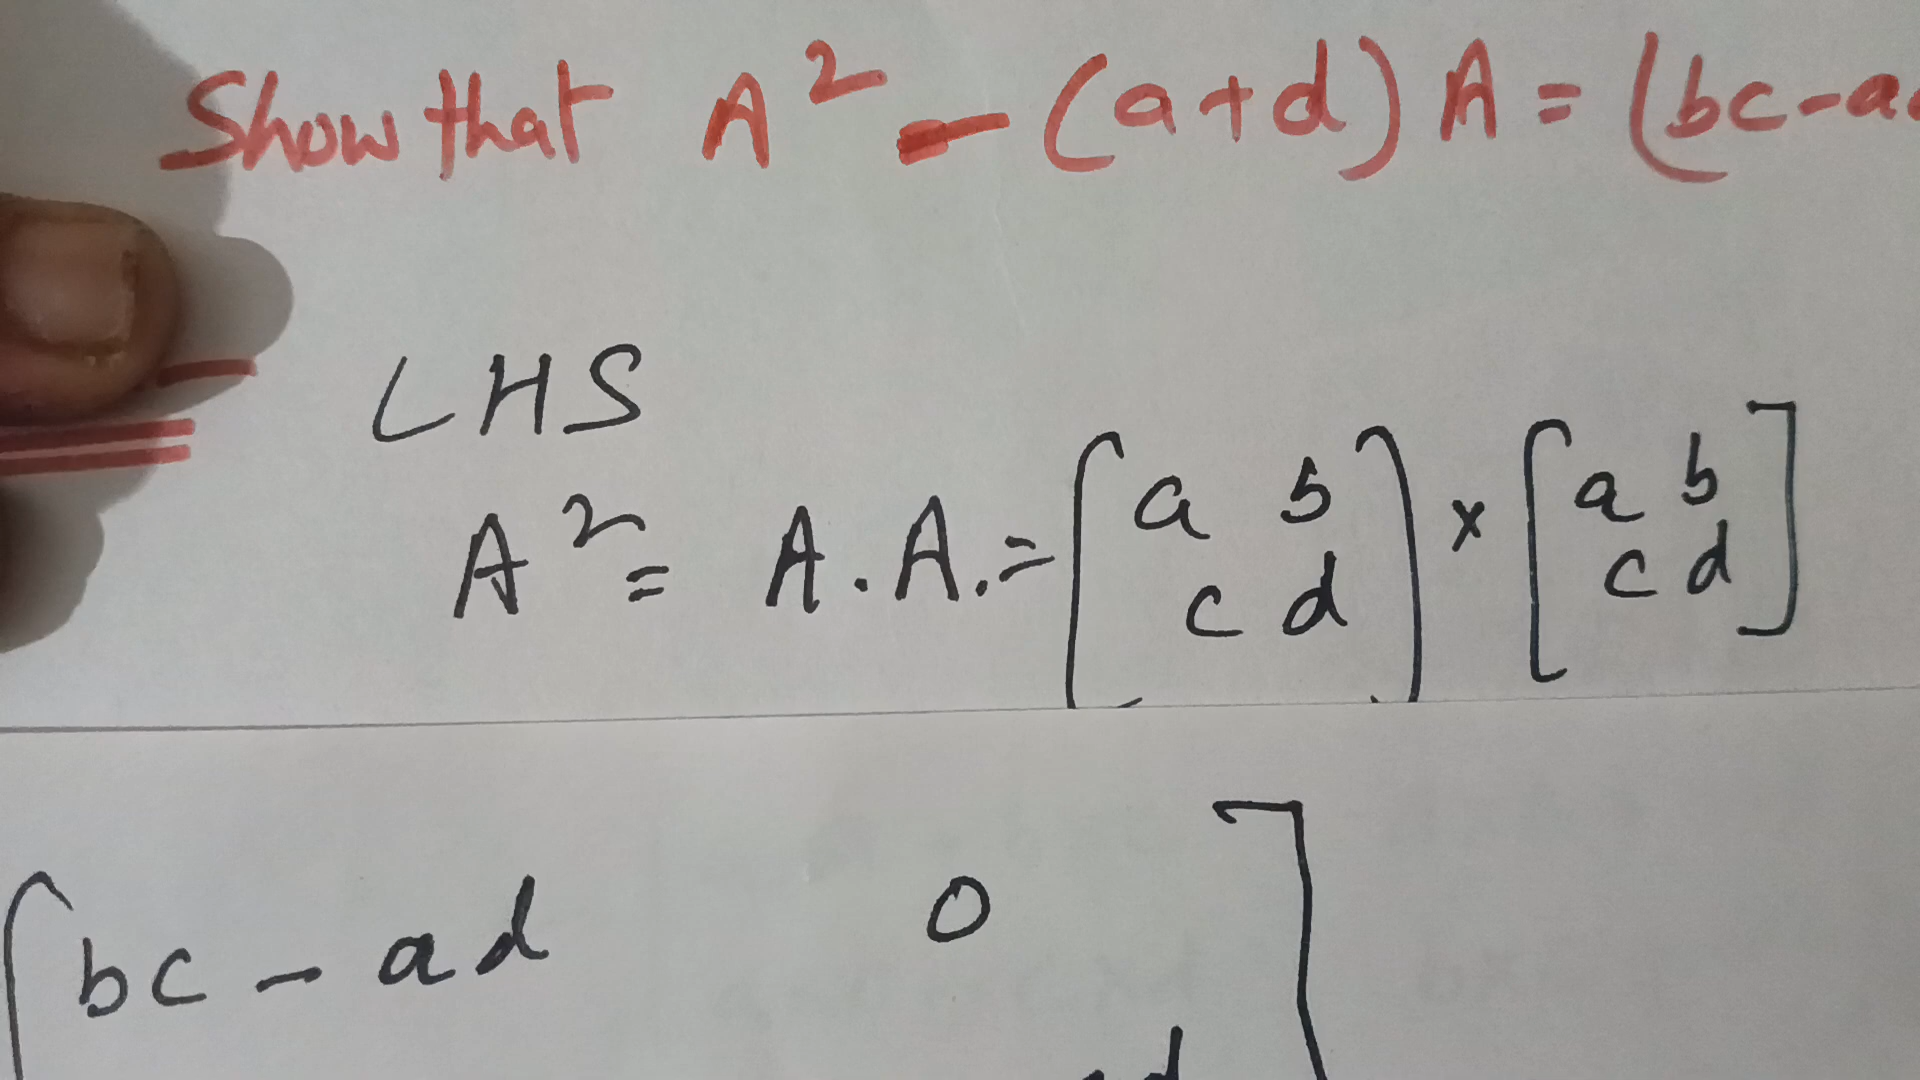 Show that A² - (a+d) A = (bc-a
LHS
A² = A . A . = [a b
c d] x [a b
c d]
[bc - ad 0
d]